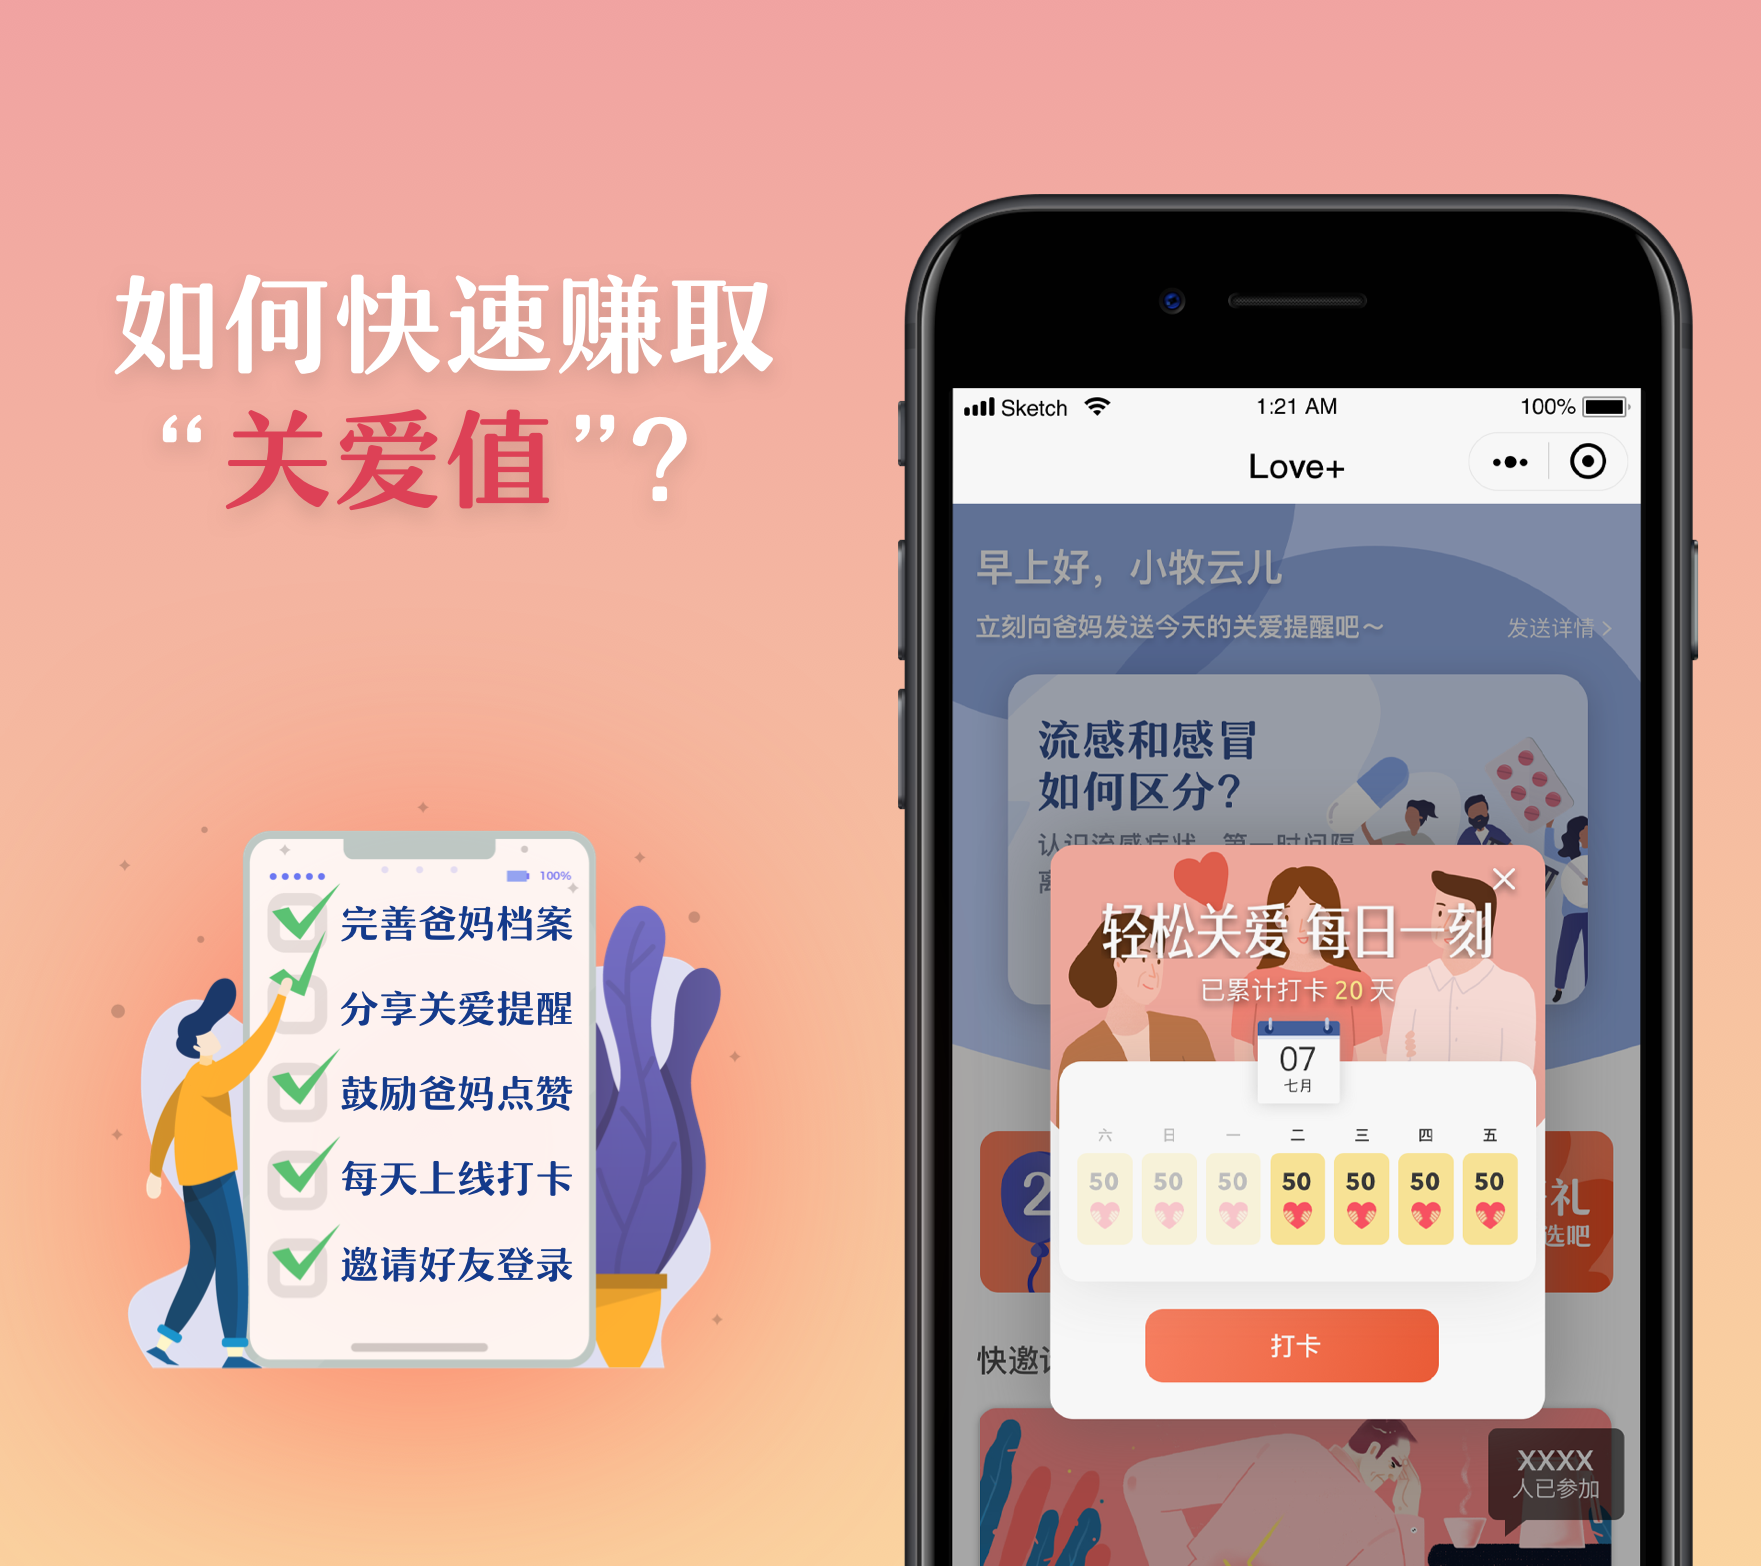 如何快速赚取
“关爱值”?
100%
完善爸妈档案
分享关爱提醒
鼓励爸妈点赞
每天上线打卡
邀请好友登录
Sketch 1:21 AM 100%
Love+
早上好，小牧云儿
立刻向爸妈发送今天的关爱提醒吧～ 发送详情 >
流感和感冒
如何区分?
认识流感症状，第一时间隔
离
轻松关爱 每日一刻
已累计打卡 20 天
07
七月
六 日 一 二 三 四 五
50 50 50 50 50 50 50
2
礼
选吧
打卡
快邀
XXXX
人已参加